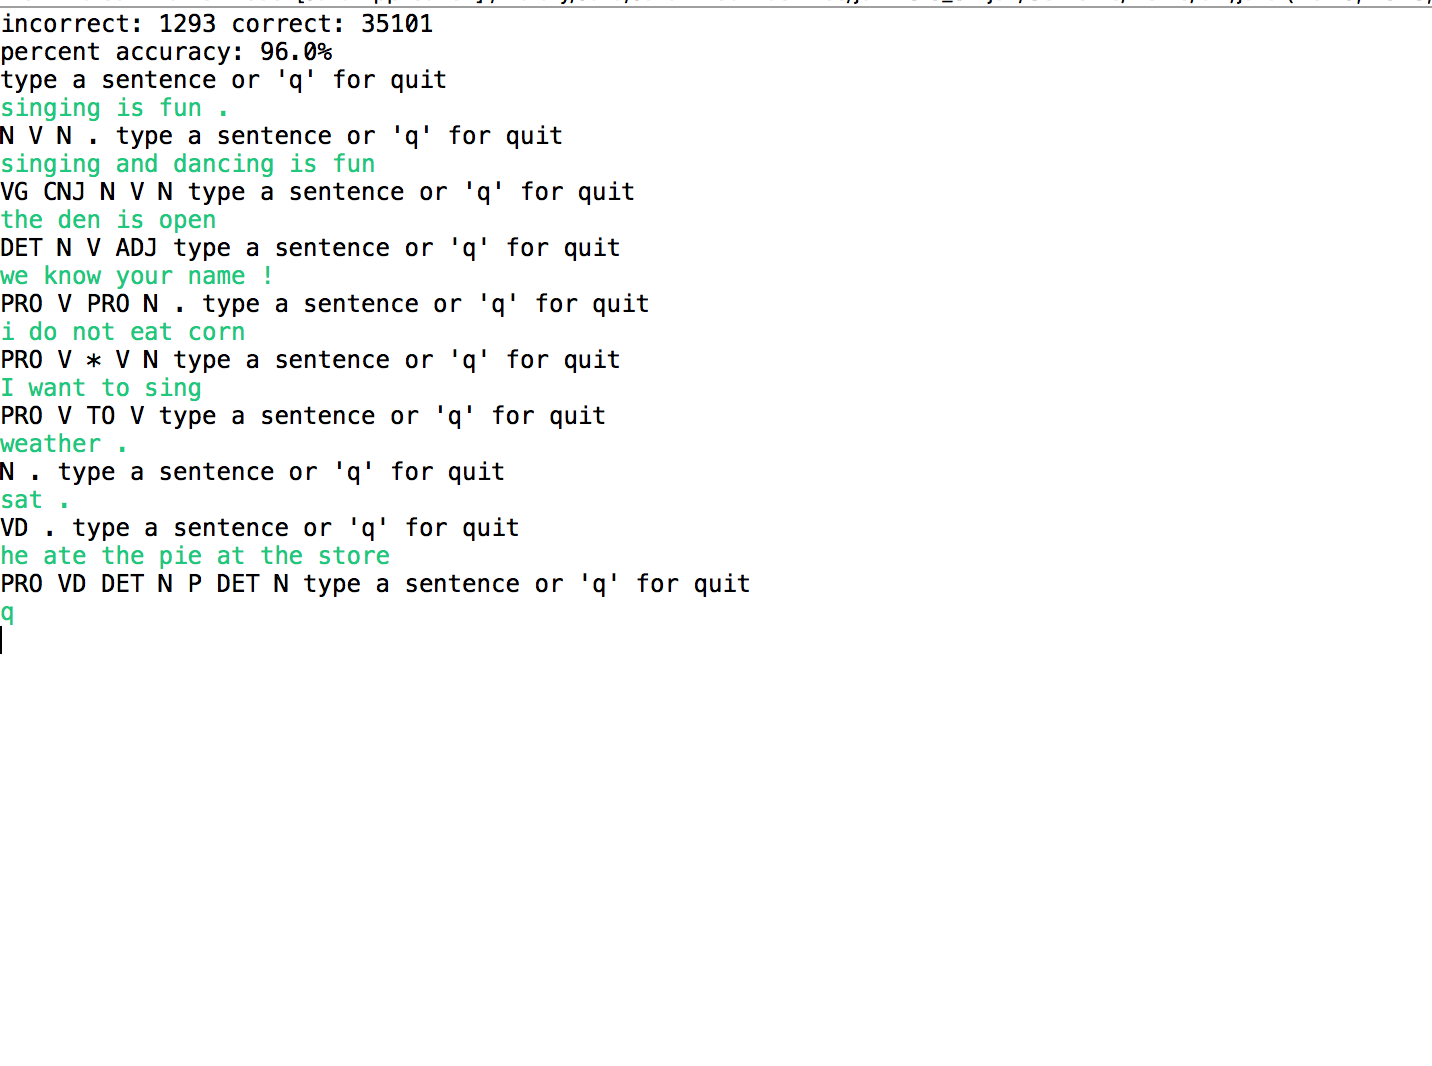 incorrect: 1293 correct: 35101
percent accuracy: 96.0%
type a sentence or 'q' for quit
singing is fun .
N V N . type a sentence or 'q' for quit
singing and dancing is fun
VG CNJ N V N type a sentence or 'q' for quit
the den is open
DET N V ADJ type a sentence or 'q' for quit
we know your name !
PRO V PRO N . type a sentence or 'q' for quit
i do not eat corn
PRO V * V N type a sentence or 'q' for quit
I want to sing
PRO V TO V type a sentence or 'q' for quit
weather .
N . type a sentence or 'q' for quit
sat .
VD . type a sentence or 'q' for quit
he ate the pie at the store
PRO VD DET N P DET N type a sentence or 'q' for quit
q